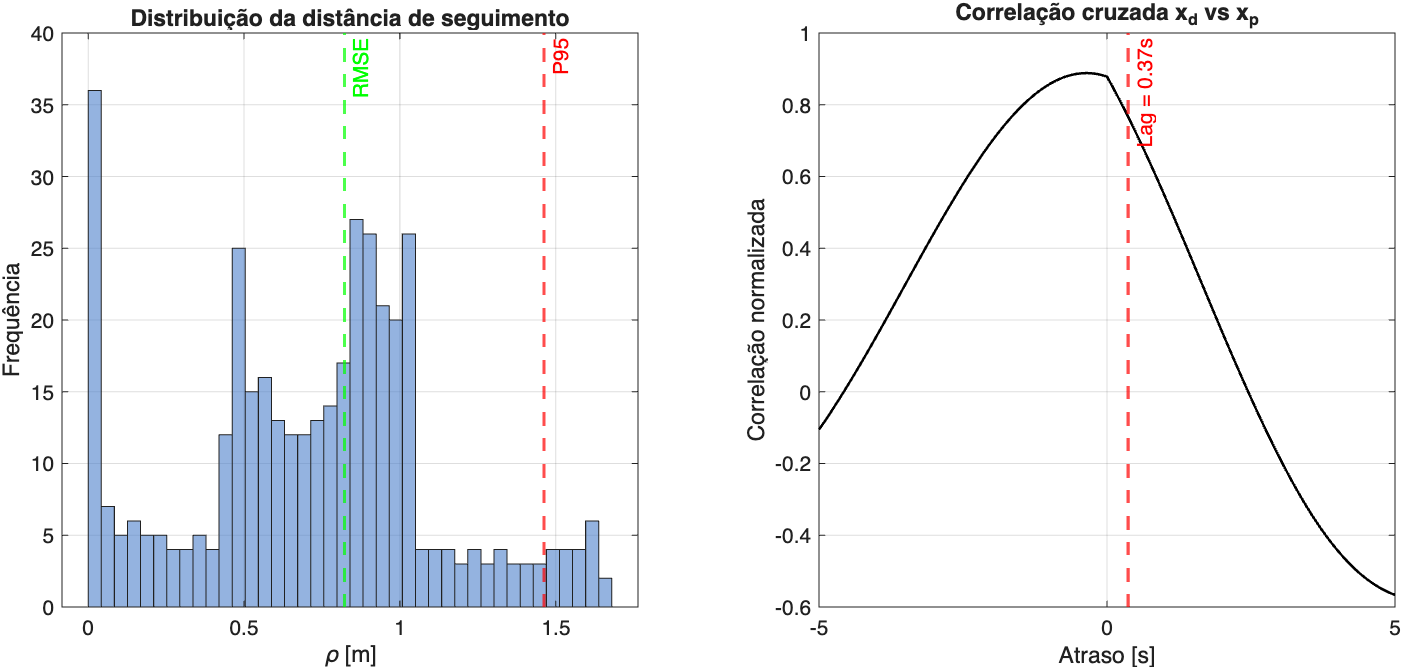 Distribuição da distância de seguimento
40
35
30
25
20
15
10
5
0
Frequência
RMSE
P95
0
0.5
1
1.5
ρ [m]
Correlação cruzada x_d vs x_p
1
0.8
0.6
0.4
0.2
0
-0.2
-0.4
-0.6
Correlação normalizada
Lag = 0.37s
-5
0
5
Atraso [s]